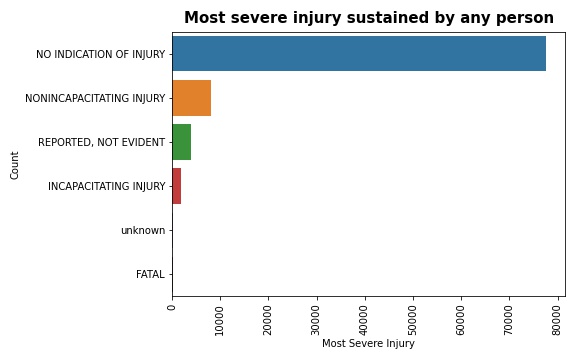 Most severe injury sustained by any person
NO INDICATION OF INJURY
NONINCAPACITATING INJURY
REPORTED, NOT EVIDENT
INCAPACITATING INJURY
unknown
FATAL
Count
0
10000
20000
30000
40000
50000
60000
70000
80000
Most Severe Injury